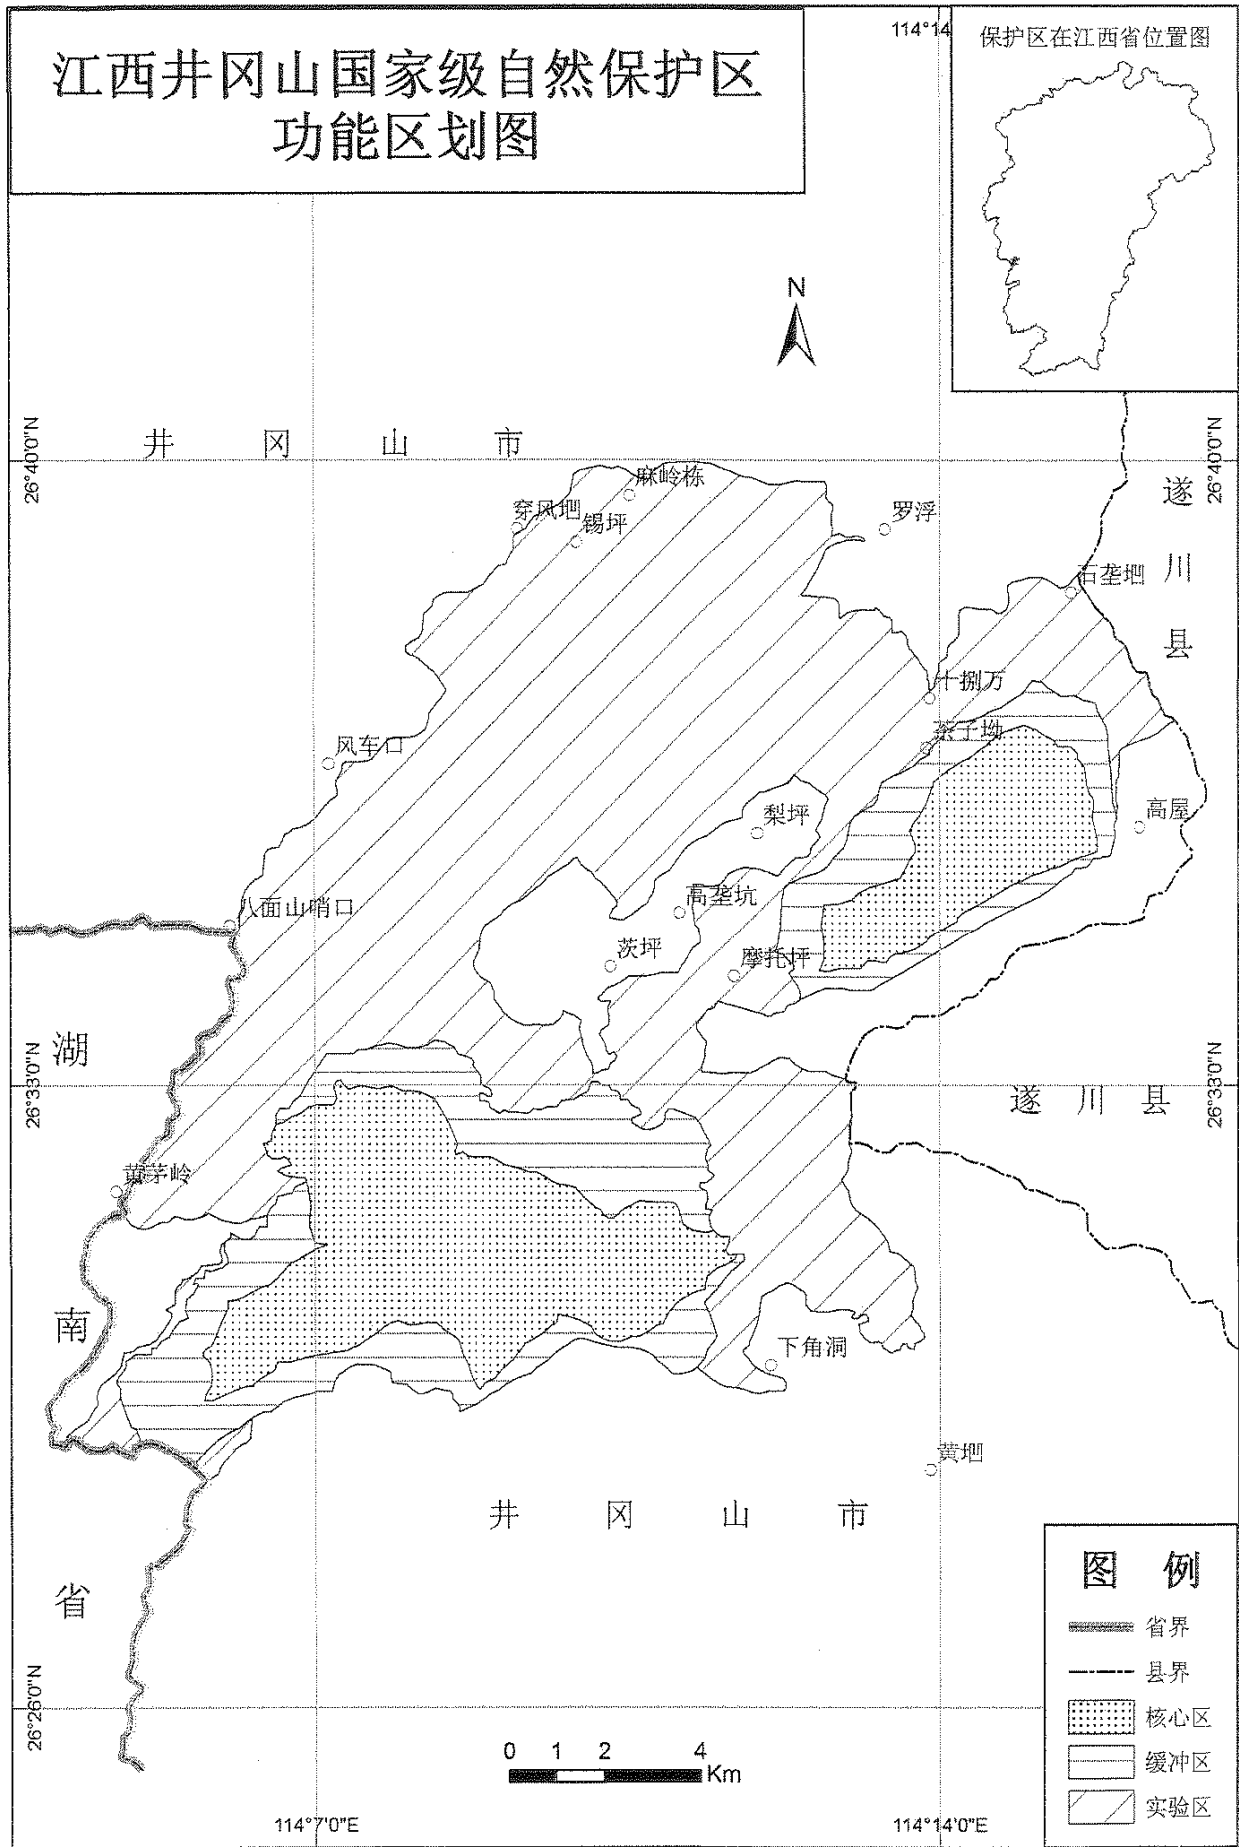 江西井冈山国家级自然保护区
功能区划图
114°14
保护区在江西省位置图
N
井冈山市
26°40'0"N
26°40'0"N
麻岭栋
穿风坳
锡坪
罗浮
遂川县
石垄坳
十捌万
茶子坳
风车口
梨坪
高屋
八面山哨口
高垄坑
茨坪
摩托坪
湖南省
26°33'0"N
26°33'0"N
遂川县
黄茅岭
下角洞
黄坳
井冈山市
26°26'0"N
0 1 2 4
Km
114°7'0"E
114°14'0"E
图例
省界
县界
核心区
缓冲区
实验区